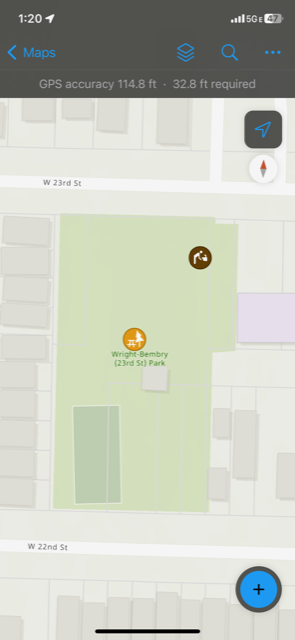 1:20
5GE 47
Maps
GPS accuracy 114.8 ft · 32.8 ft required
W 23rd St
Wright-Bembry
(23rd St) Park
W 22nd St